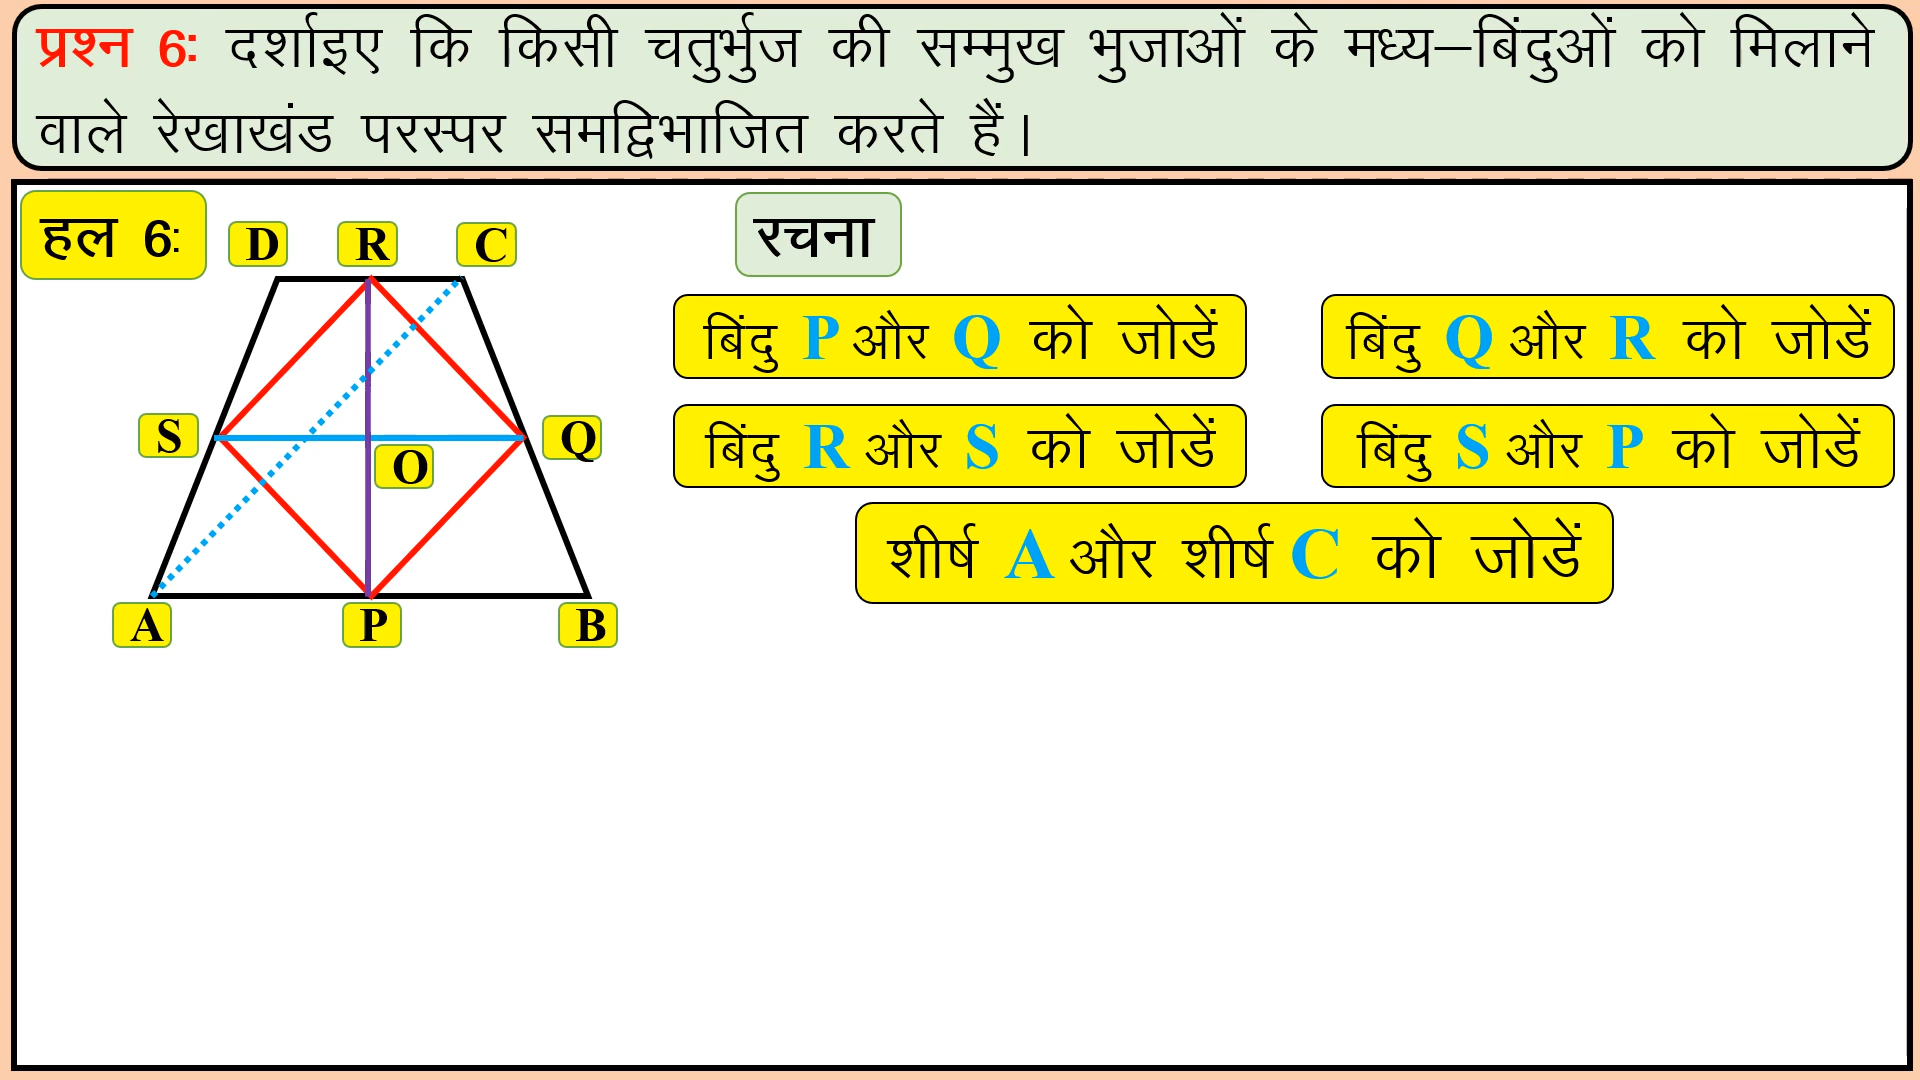 प्रश्न 6: दर्शाइए कि किसी चतुर्भुज की सम्मुख भुजाओं के मध्य–बिंदुओं को मिलाने
वाले रेखाखंड परस्पर समद्विभाजित करते हैं।
हल 6:
D R C
रचना
बिंदु P और Q को जोडें
बिंदु Q और R को जोडें
S Q
O
बिंदु R और S को जोडें
बिंदु S और P को जोडें
शीर्ष A और शीर्ष C को जोडें
A P B